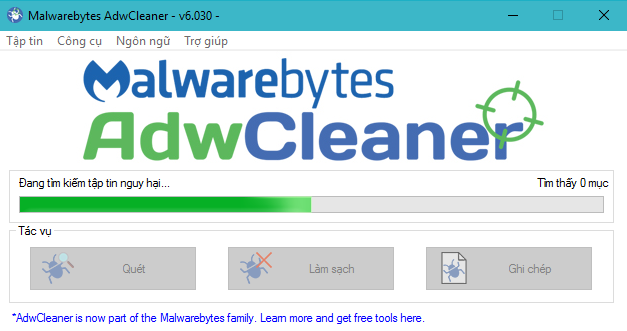 Malwarebytes AdwCleaner - v6.030 -
Tập tin Công cụ Ngôn ngữ Trợ giúp
Malwarebytes
AdwCleaner
Đang tìm kiếm tập tin nguy hại... Tìm thấy 0 mục
Tác vụ
Quét Làm sạch Ghi chép
*AdwCleaner is now part of the Malwarebytes family. Learn more and get free tools here.